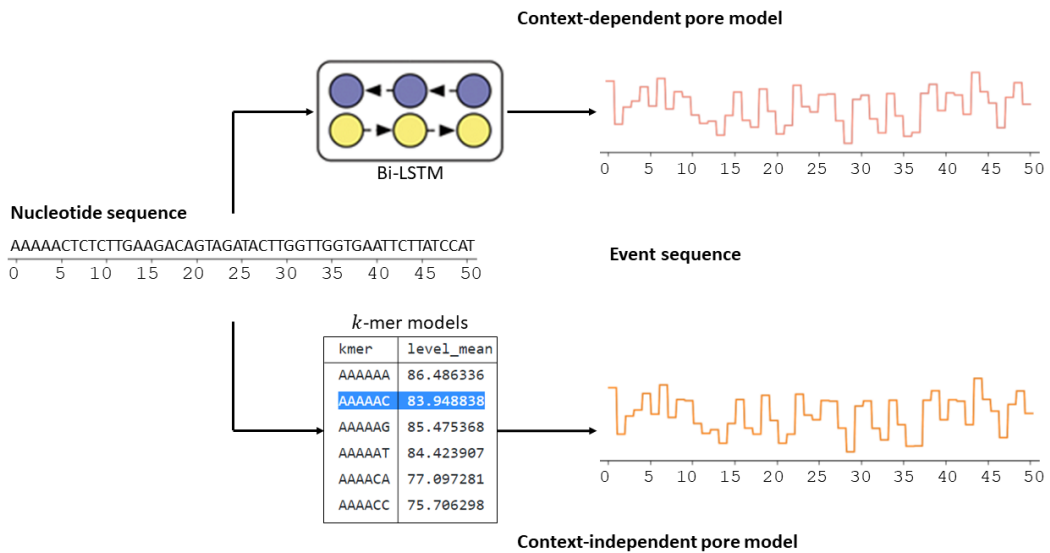 Context-dependent pore model
0 5 10 15 20 25 30 35 40 45 50
Bi-LSTM
Nucleotide sequence
AAAAACTCTCTTGAAGACAGTAGATACTTGGTTGGTGAATTCTTATCCAT
0 5 10 15 20 25 30 35 40 45 50
Event sequence
k-mer models
kmer level_mean
AAAAAA 86.486336
AAAAAC 83.948838
AAAAAG 85.475368
AAAAAT 84.423907
AAAACA 77.097281
AAAACC 75.706298
0 5 10 15 20 25 30 35 40 45 50
Context-independent pore model